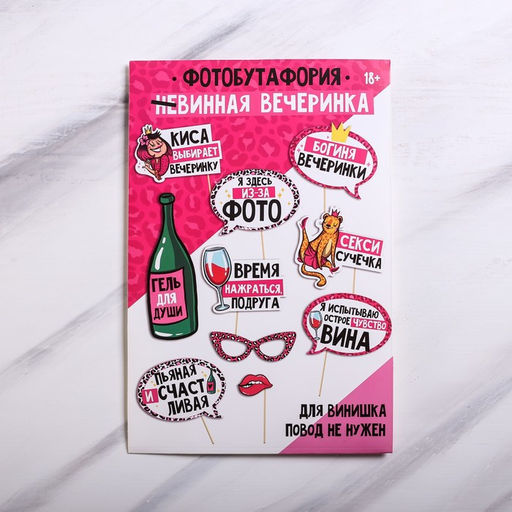 • ФОТОБУТАФОРИЯ •
18+
НЕВИННАЯ ВЕЧЕРИНКА
КИСА
ВЫБИРАЕТ
ВЕЧЕРИНКУ
БОГИНЯ
ВЕЧЕРИНКИ
Я ЗДЕСЬ
ИЗ-ЗА
ФОТО
СЕКСИ
СУЧЕЧКА
ГЕЛЬ
ДЛЯ
ДУШИ
ВРЕМЯ
НАЖРАТЬСЯ,
ПОДРУГА
Я ИСПЫТЫВАЮ
ОСТРОЕ ЧУВСТВО
ВИНА
ПЬЯНАЯ
И СЧАСТ
ЛИВАЯ
ДЛЯ ВИНИШКА
ПОВОД НЕ НУЖЕН